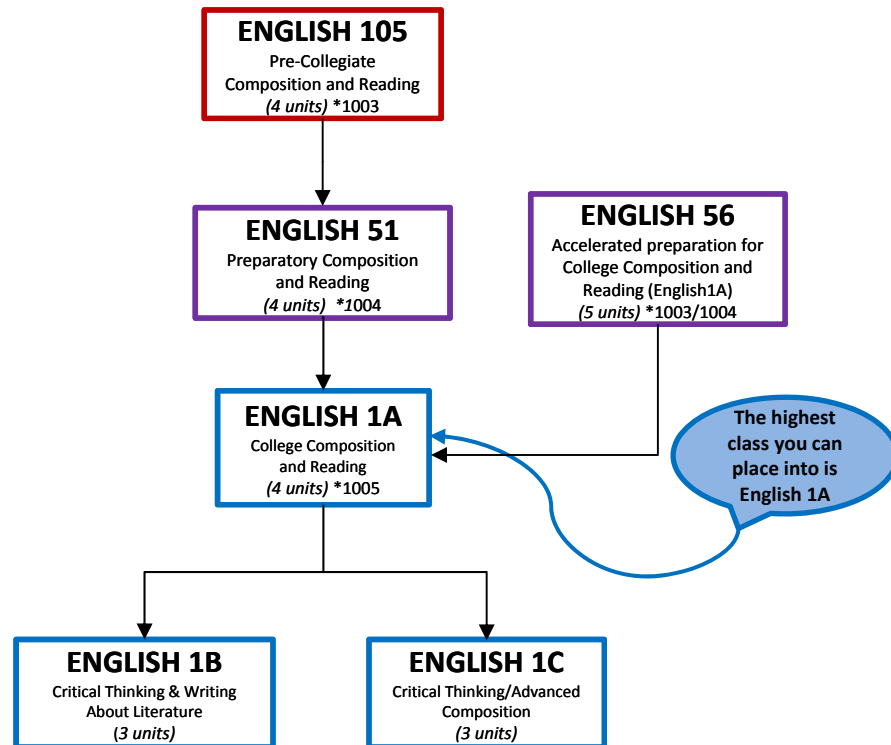 ENGLISH 105
Pre-Collegiate
Composition and Reading
(4 units) *1003
ENGLISH 51
Preparatory Composition
and Reading
(4 units) *1004
ENGLISH 56
Accelerated preparation for
College Composition and
Reading (English1A)
(5 units) *1003/1004
ENGLISH 1A
College Composition
and Reading
(4 units) *1005
The highest
class you can
place into is
English 1A
ENGLISH 1B
Critical Thinking & Writing
About Literature
(3 units)
ENGLISH 1C
Critical Thinking/Advanced
Composition
(3 units)